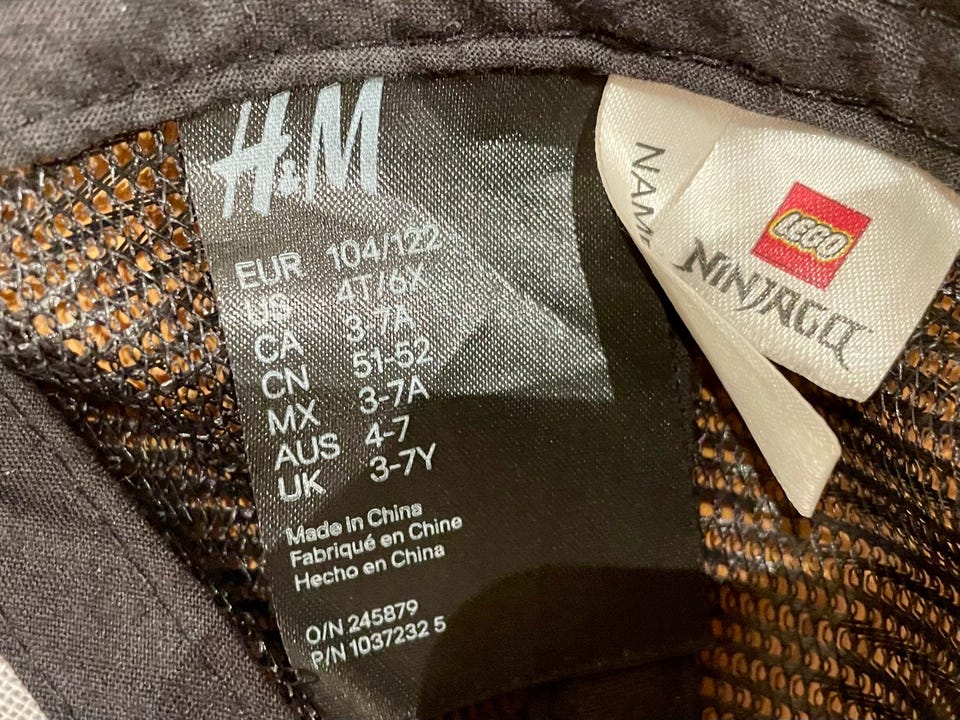 H&M
EUR 104/122
US 4T/6X
CA 3-7A
CN 51-52
MX 3-7A
AUS 4-7
UK 3-7Y
Made in China
Fabriqué en Chine
Hecho en China
O/N 245879
P/N 1037232 5
LEGO
NINJAGO